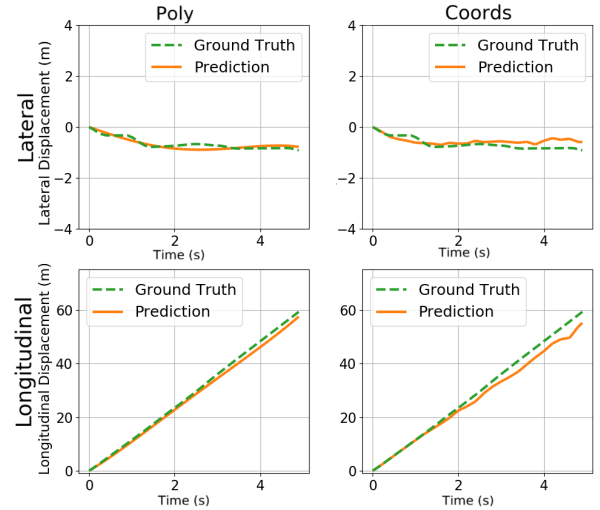 Poly
Coords
Lateral
Lateral Displacement (m)
4
2
0
−2
−4
Ground Truth
Prediction
0
2
4
Time (s)
4
2
0
−2
−4
Ground Truth
Prediction
0
2
4
Time (s)
Longitudinal
Longitudinal Displacement (m)
60
40
20
0
Ground Truth
Prediction
0
2
4
Time (s)
60
40
20
0
Ground Truth
Prediction
0
2
4
Time (s)